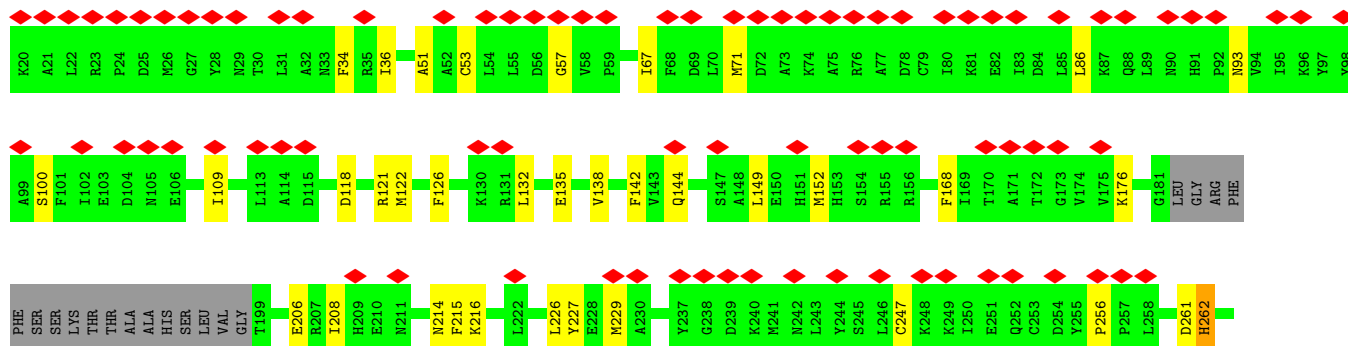 K20 A21 L22 R23 P24 D25 M26 G27 Y28 N29 T30 L31 A32 N33 F34 R35 I36 A51 A52 C53 L54 L55 D56 G57 V58 P59 I67 F68 D69 L70 M71 D72 A73 K74 A75 R76 A77 D78 C79 I80 K81 E82 I83 D84 L85 L86 K87 Q88 L89 N90 H91 P92 N93 V94 I95 K96 Y97 Y98
A99 S100 F101 I102 E103 D104 N105 E106 I109 L113 A114 D115 D118 R121 M122 F126 K130 R131 L132 E135 V138 F142 V143 Q144 S147 A148 L149 E150 H151 M152 H153 S154 R155 R156 F168 I169 T170 A171 T172 G173 V174 V175 K176 G181 LEU GLY ARG PHE
PHE SER SER LYS THR THR ALA ALA HIS SER LEU VAL GLY T199 E206 R207 I208 H209 E210 N211 N214 F215 K216 L222 L226 Y227 E228 M229 A230 Y237 G238 D239 K240 M241 N242 L243 Y244 S245 L246 C247 K248 K249 I250 E251 Q252 C253 D254 Y255 P256 P257 L258 D261 H262